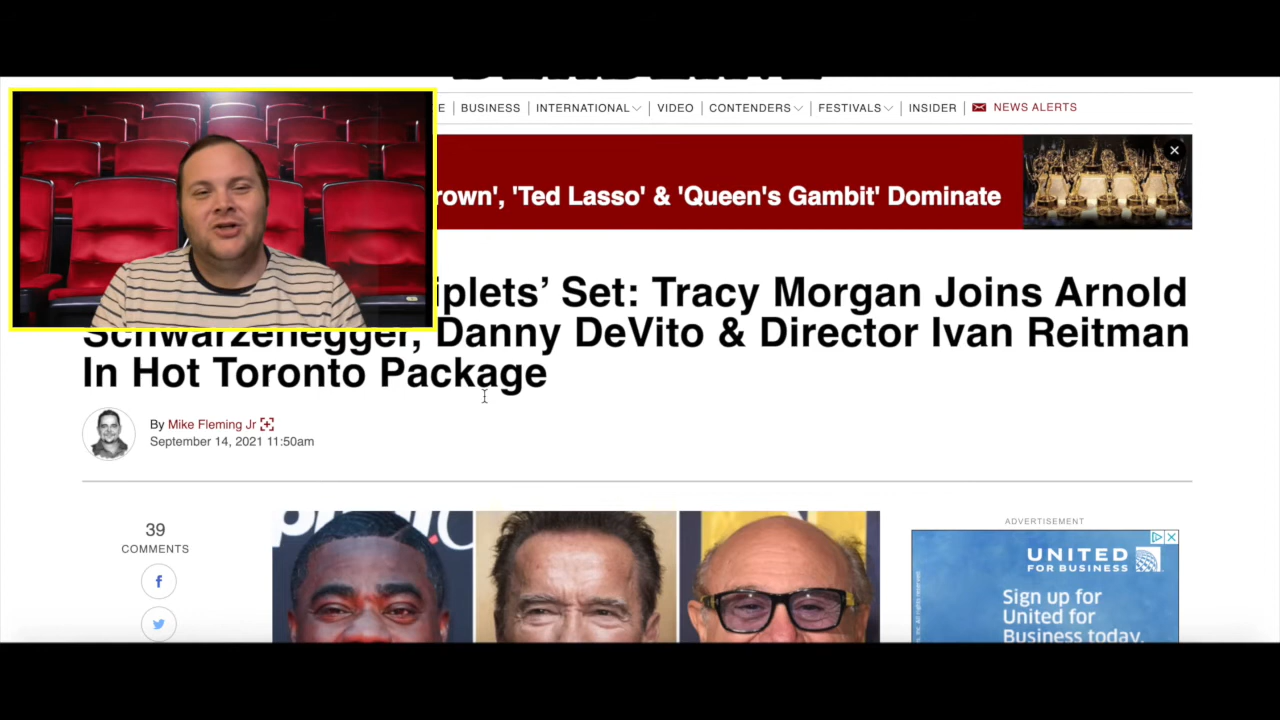 E BUSINESS INTERNATIONAL VIDEO CONTENDERS FESTIVALS INSIDER NEWS ALERTS
rown', 'Ted Lasso' & 'Queen's Gambit' Dominate
iplets' Set: Tracy Morgan Joins Arnold
Schwarzenegger, Danny DeVito & Director Ivan Reitman
In Hot Toronto Package
By Mike Fleming Jr
September 14, 2021 11:50am
39
COMMENTS
ADVERTISEMENT
UNITED
FOR BUSINESS
Sign up for
United for
Business today.